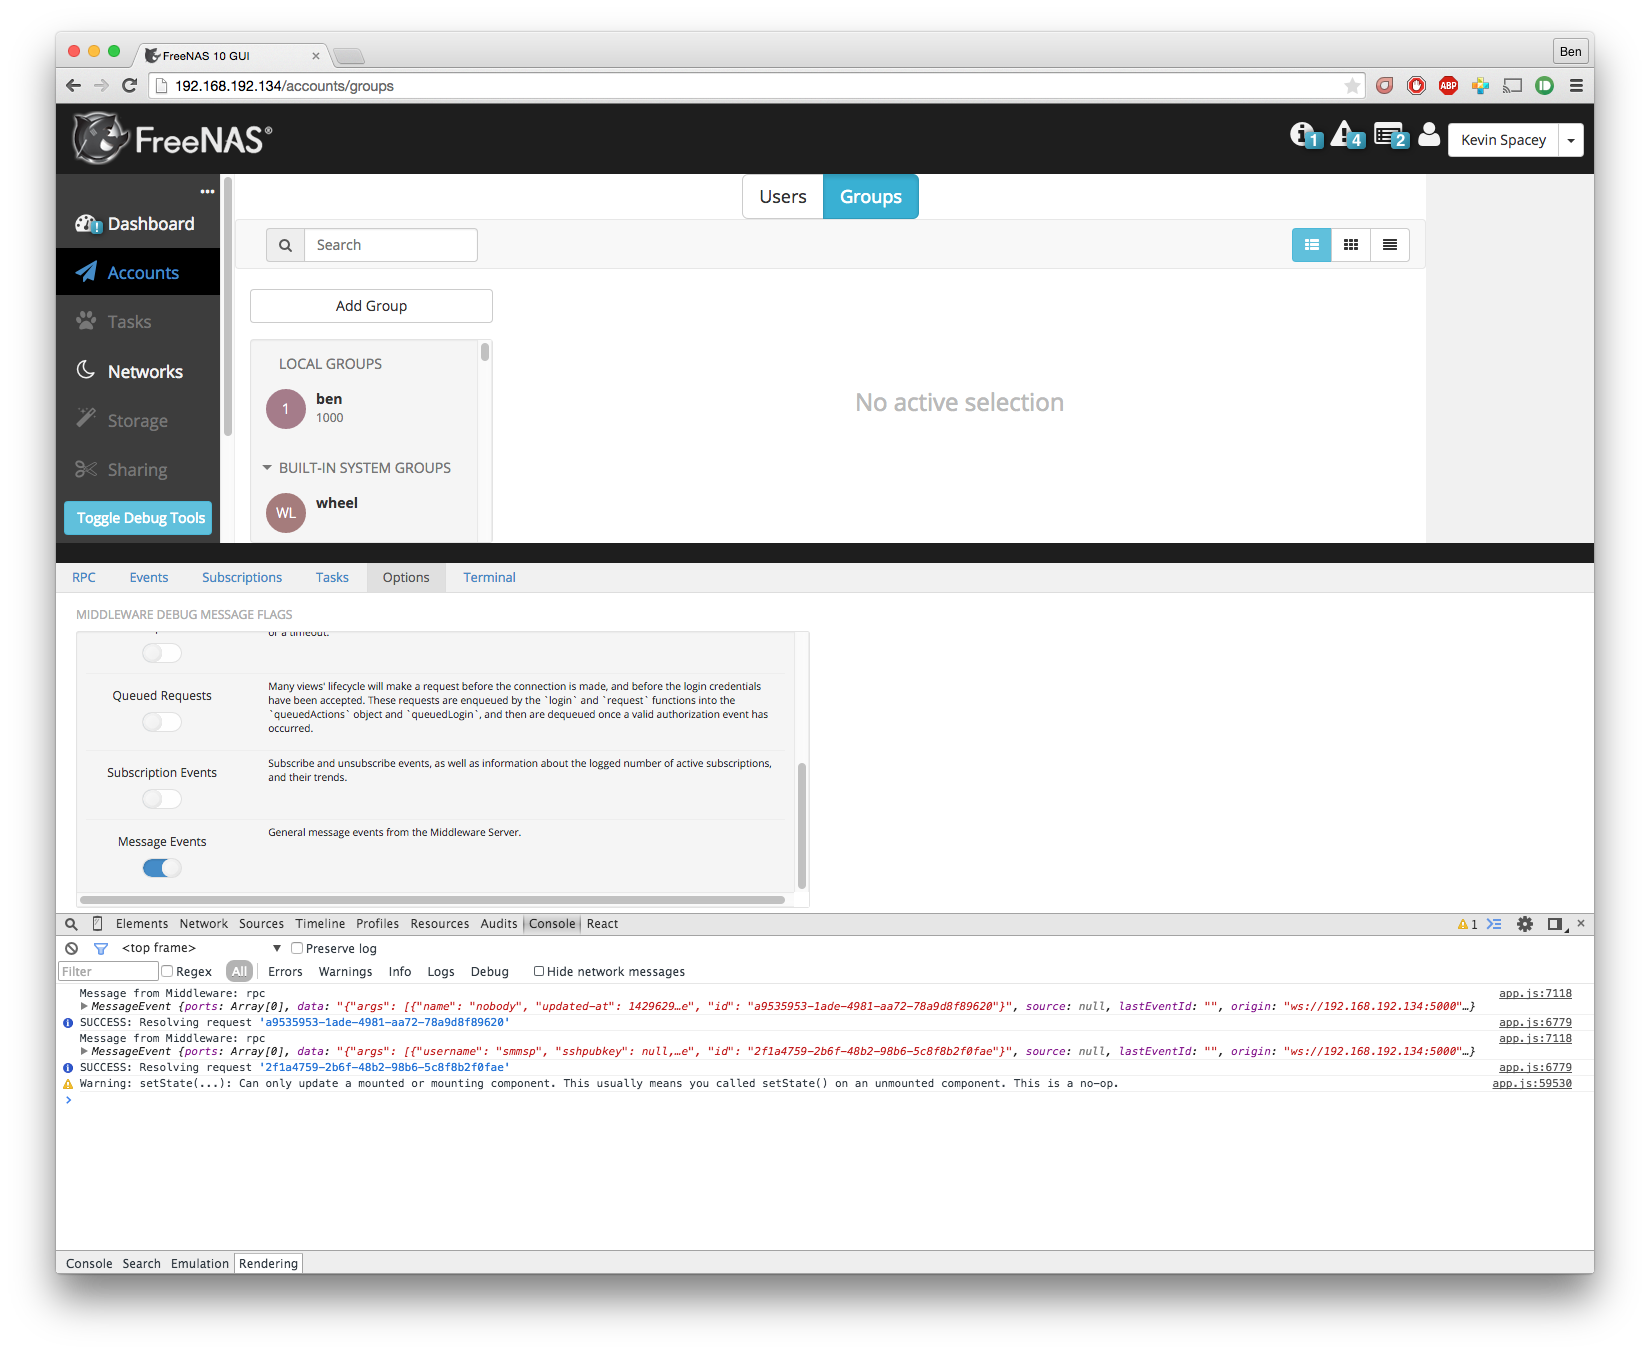 FreeNAS 10 GUI
Ben
192.168.192.134/accounts/groups
ABP
FreeNAS®
1
4
2
Kevin Spacey
Dashboard
Accounts
Tasks
Networks
Storage
Sharing
Toggle Debug Tools
Users
Groups
Search
Add Group
LOCAL GROUPS
1
ben
1000
BUILT-IN SYSTEM GROUPS
WL
wheel
No active selection
RPC
Events
Subscriptions
Tasks
Options
Terminal
MIDDLEWARE DEBUG MESSAGE FLAGS
or a timeout.
Queued Requests
Many views' lifecycle will make a request before the connection is made, and before the login credentials
have been accepted. These requests are enqueued by the `login` and `request` functions into the
`queuedActions` object and `queuedLogin`, and then are dequeued once a valid authorization event has
occurred.
Subscription Events
Subscribe and unsubscribe events, as well as information about the logged number of active subscriptions,
and their trends.
Message Events
General message events from the Middleware Server.
Elements Network Sources Timeline Profiles Resources Audits Console React
1
<top frame>
Preserve log
Filter
Regex
All
Errors Warnings Info Logs Debug
Hide network messages
Message from Middleware: rpc
app.js:7118
MessageEvent {ports: Array[0], data: "{"args": [{"name": "nobody", "updated-at": 1429629…e", "id": "a9535953-1ade-4981-aa72-78a9d8f89620"}", source: null, lastEventId: "", origin: "ws://192.168.192.134:5000"…}
SUCCESS: Resolving request 'a9535953-1ade-4981-aa72-78a9d8f89620'
app.js:6779
Message from Middleware: rpc
app.js:7118
MessageEvent {ports: Array[0], data: "{"args": [{"username": "smmsp", "sshpubkey": null,…e", "id": "2f1a4759-2b6f-48b2-98b6-5c8f8b2f0fae"}", source: null, lastEventId: "", origin: "ws://192.168.192.134:5000"…}
SUCCESS: Resolving request '2f1a4759-2b6f-48b2-98b6-5c8f8b2f0fae'
app.js:6779
Warning: setState(...): Can only update a mounted or mounting component. This usually means you called setState() on an unmounted component. This is a no-op.
app.js:59530
Console Search Emulation Rendering